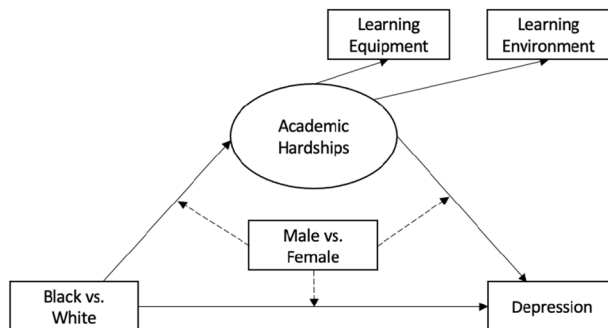 Learning
Equipment
Learning
Environment
Academic
Hardships
Male vs.
Female
Black vs.
White
Depression